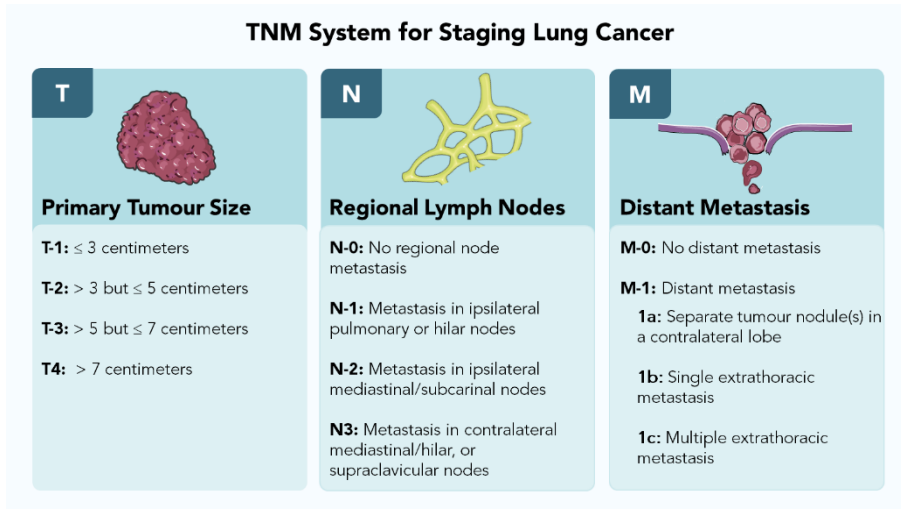 TNM System for Staging Lung Cancer
T
Primary Tumour Size
T-1: ≤ 3 centimeters
T-2: > 3 but ≤ 5 centimeters
T-3: > 5 but ≤ 7 centimeters
T4: > 7 centimeters
N
Regional Lymph Nodes
N-0: No regional node
metastasis
N-1: Metastasis in ipsilateral
pulmonary or hilar nodes
N-2: Metastasis in ipsilateral
mediastinal/subcarinal nodes
N3: Metastasis in contralateral
mediastinal/hilar, or
supraclavicular nodes
M
Distant Metastasis
M-0: No distant metastasis
M-1: Distant metastasis
1a: Separate tumour nodule(s) in
a contralateral lobe
1b: Single extrathoracic
metastasis
1c: Multiple extrathoracic
metastasis